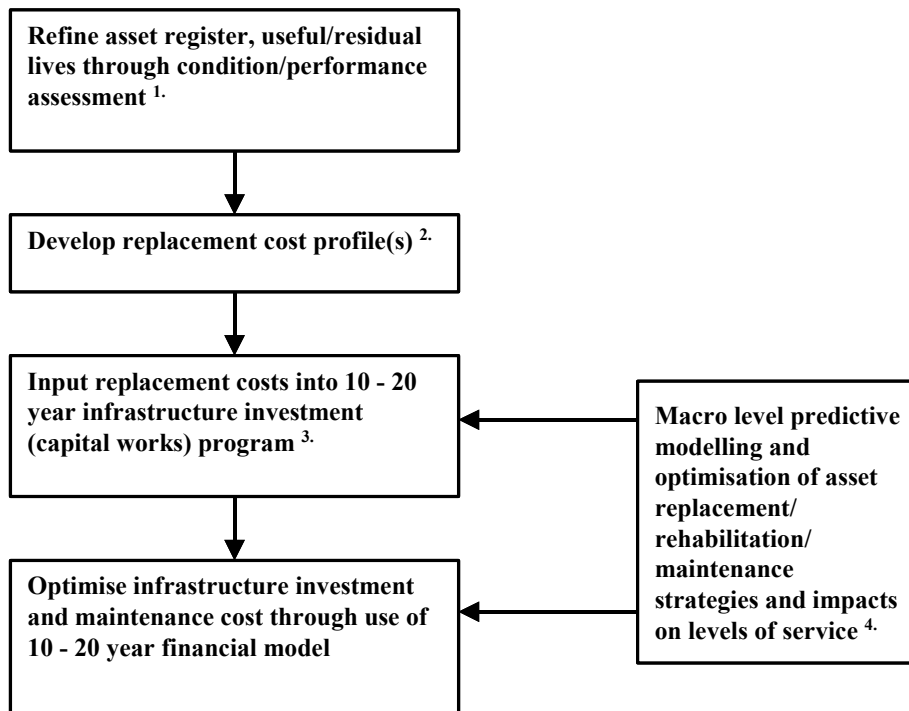 Refine asset register, useful/residual
lives through condition/performance
assessment 1.
Develop replacement cost profile(s) 2.
Input replacement costs into 10 - 20
year infrastructure investment
(capital works) program 3.
Macro level predictive
modelling and
optimisation of asset
replacement/
rehabilitation/
maintenance
strategies and impacts
on levels of service 4.
Optimise infrastructure investment
and maintenance cost through use of
10 - 20 year financial model